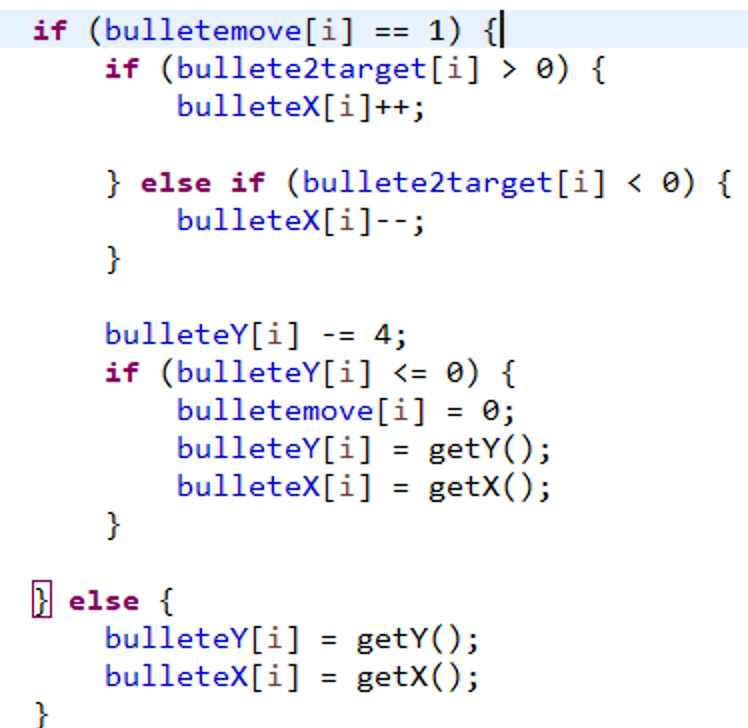 if (bulletemove[i] == 1) {
if (bullete2target[i] > 0) {
bulleteX[i]++;
} else if (bullete2target[i] < 0) {
bulleteX[i]--;
}
bulleteY[i] -= 4;
if (bulleteY[i] <= 0) {
bulletemove[i] = 0;
bulleteY[i] = getY();
bulleteX[i] = getX();
}
} else {
bulleteY[i] = getY();
bulleteX[i] = getX();
}